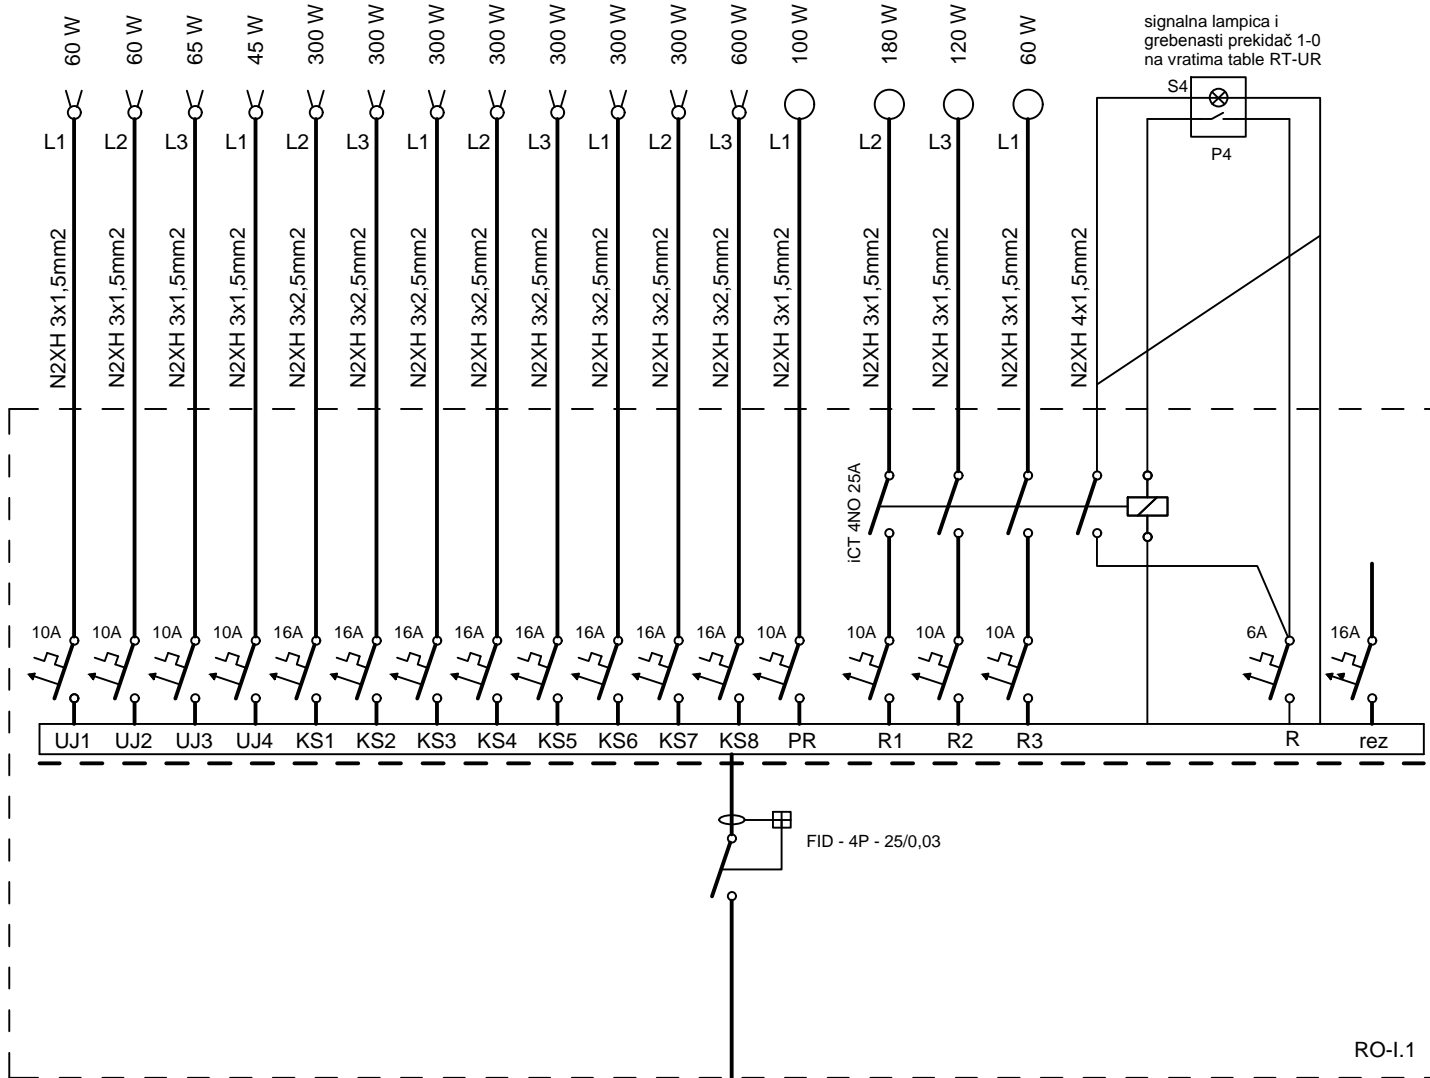 60 W
60 W
65 W
45 W
300 W
300 W
300 W
300 W
300 W
300 W
300 W
600 W
100 W
180 W
120 W
60 W
signalna lampica i
grebenasti prekidač 1-0
na vratima table RT-UR
S4
P4
L1
L2
L3
L1
L2
L3
L1
L2
L3
L1
L2
L3
L1
L2
L3
L1
N2XH 3x1,5mm2
N2XH 3x1,5mm2
N2XH 3x1,5mm2
N2XH 3x1,5mm2
N2XH 3x2,5mm2
N2XH 3x2,5mm2
N2XH 3x2,5mm2
N2XH 3x2,5mm2
N2XH 3x2,5mm2
N2XH 3x2,5mm2
N2XH 3x2,5mm2
N2XH 3x2,5mm2
N2XH 3x1,5mm2
N2XH 3x1,5mm2
N2XH 3x1,5mm2
N2XH 3x1,5mm2
N2XH 4x1,5mm2
iCT 4NO 25A
10A
10A
10A
10A
16A
16A
16A
16A
16A
16A
16A
16A
10A
10A
10A
10A
6A
16A
UJ1
UJ2
UJ3
UJ4
KS1
KS2
KS3
KS4
KS5
KS6
KS7
KS8
PR
R1
R2
R3
R
rez
FID - 4P - 25/0,03
RO-I.1